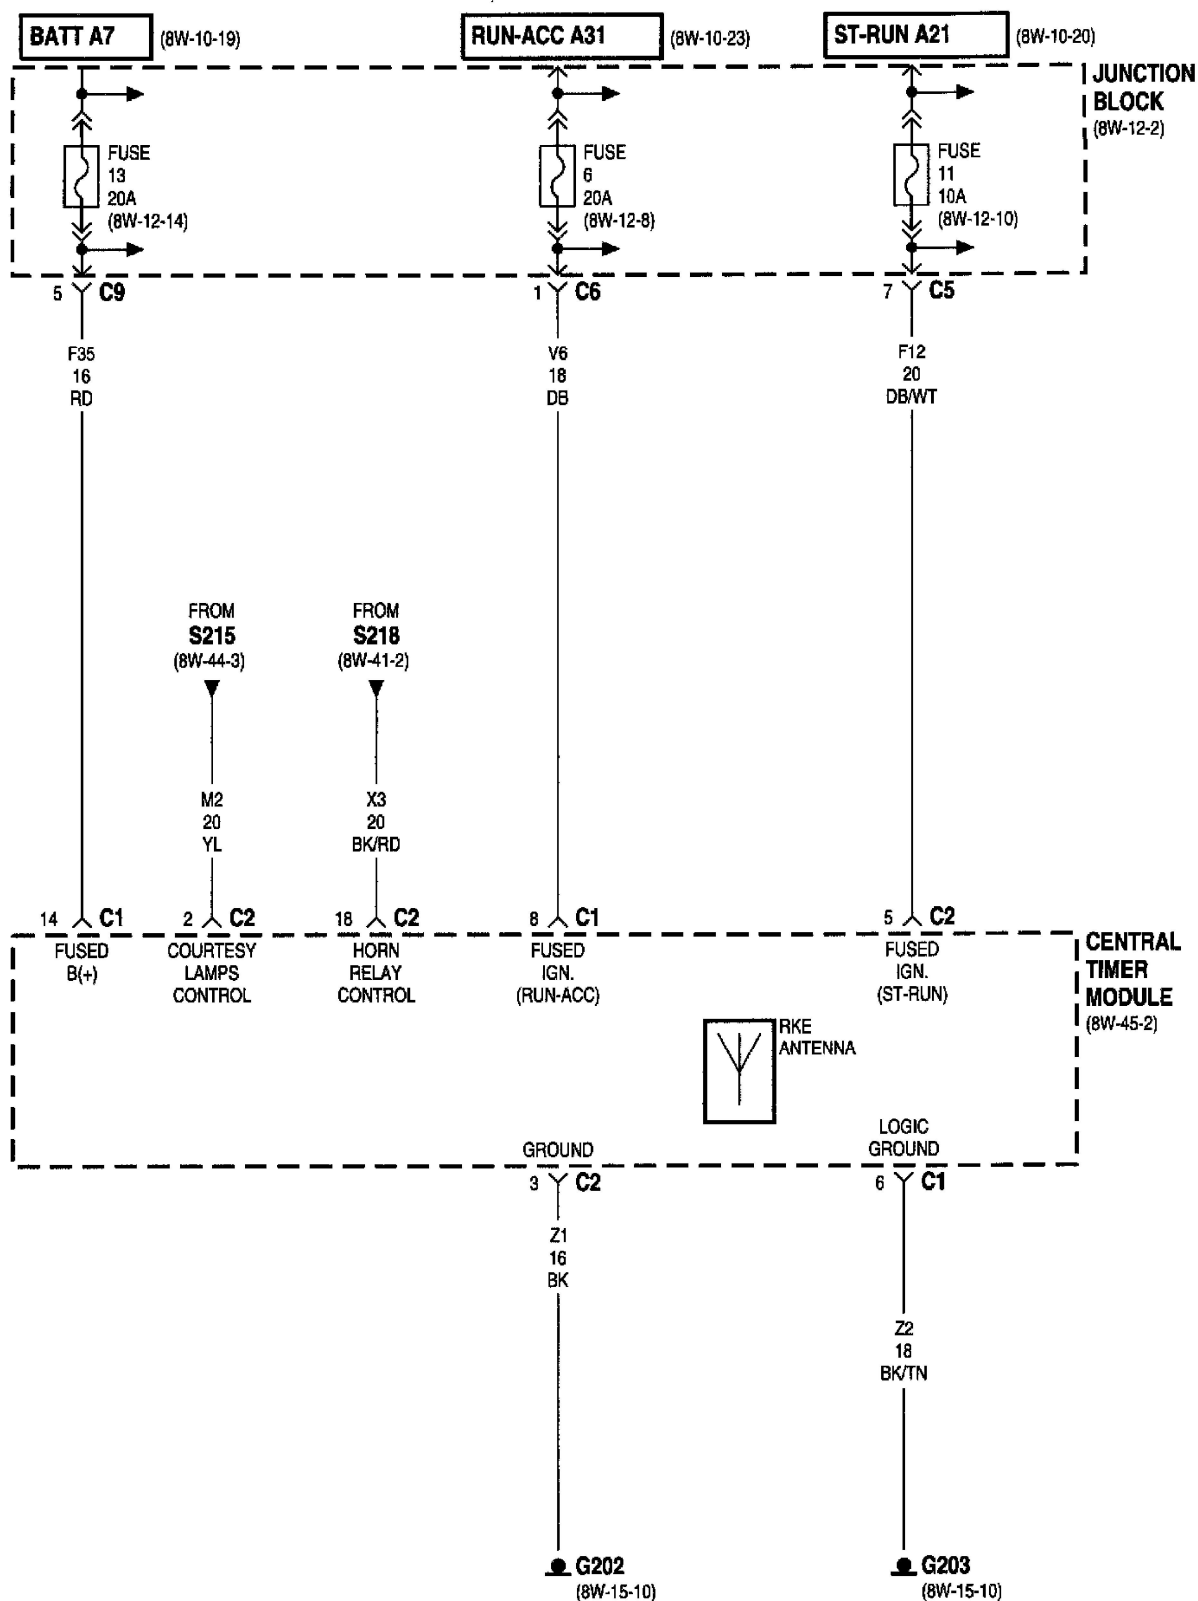 BATT A7 (8W-10-19)
RUN-ACC A31 (8W-10-23)
ST-RUN A21 (8W-10-20)
JUNCTION
BLOCK
(8W-12-2)
FUSE
13
20A
(8W-12-14)
FUSE
6
20A
(8W-12-8)
FUSE
11
10A
(8W-12-10)
5 C9
1 C6
7 C5
F35
16
RD
V6
18
DB
F12
20
DB/WT
FROM
S215
(8W-44-3)
FROM
S218
(8W-41-2)
M2
20
YL
X3
20
BK/RD
14 C1
2 C2
18 C2
8 C1
5 C2
FUSED
B(+)
COURTESY
LAMPS
CONTROL
HORN
RELAY
CONTROL
FUSED
IGN.
(RUN-ACC)
FUSED
IGN.
(ST-RUN)
CENTRAL
TIMER
MODULE
(8W-45-2)
RKE
ANTENNA
GROUND
LOGIC
GROUND
3 C2
6 C1
Z1
16
BK
Z2
18
BK/TN
G202
(8W-15-10)
G203
(8W-15-10)